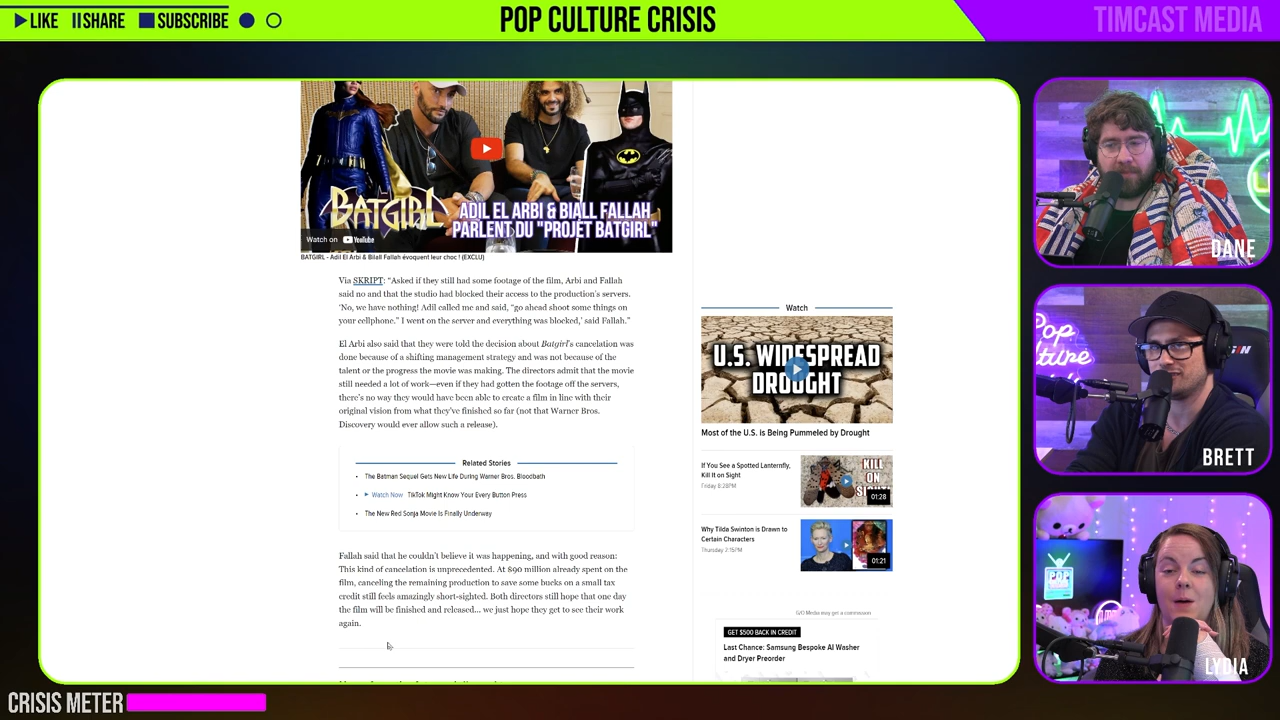 LIKE SHARE SUBSCRIBE
POP CULTURE CRISIS
TIMCAST MEDIA
BATGIRL
ADIL EL ARBI & BIALL FALLAH
PARLENT DU "PROJET BATGIRL"
Watch on YouTube
BATGIRL - Adil El Arbi & Bilall Fallah évoquent leur choc ! (EXCLU)
Via SKRIPT: “Asked if they still had some footage of the film, Arbi and Fallah
said no and that the studio had blocked their access to the production’s servers.
‘No, we have nothing! Adil called me and said, “go ahead shoot some things on
your cellphone.” I went on the server and everything was blocked,’ said Fallah.”
El Arbi also said that they were told the decision about Batgirl’s cancelation was
done because of a shifting management strategy and was not because of the
talent or the progress the movie was making. The directors admit that the movie
still needed a lot of work—even if they had gotten the footage off the servers,
there’s no way they would have been able to create a film in line with their
original vision from what they’ve finished so far (not that Warner Bros.
Discovery would ever allow such a release).
Related Stories
The Batman Sequel Gets New Life During Warner Bros. Bloodbath
Watch Now TikTok Might Know Your Every Button Press
The New Red Sonja Movie Is Finally Underway
Fallah said that he couldn’t believe it was happening, and with good reason:
This kind of cancelation is unprecedented. At $90 million already spent on the
film, canceling the remaining production to save some bucks on a small tax
credit still feels amazingly short-sighted. Both directors still hope that one day
the film will be finished and released... we just hope they get to see their work
again.
Watch
U.S. WIDESPREAD
DROUGHT
Most of the U.S. is Being Pummeled by Drought
If You See a Spotted Lanternfly,
Kill It on Sight
Friday 6:28PM
KILL
ON
01:28
Why Tilda Swinton is Drawn to
Certain Characters
Thursday 2:15PM
01:21
G/O Media may get a commission
GET $500 BACK IN CREDIT
Last Chance: Samsung Bespoke AI Washer
and Dryer Preorder
DANE
Pop
Culture
BRETT
POP
LYDIA
CRISIS METER